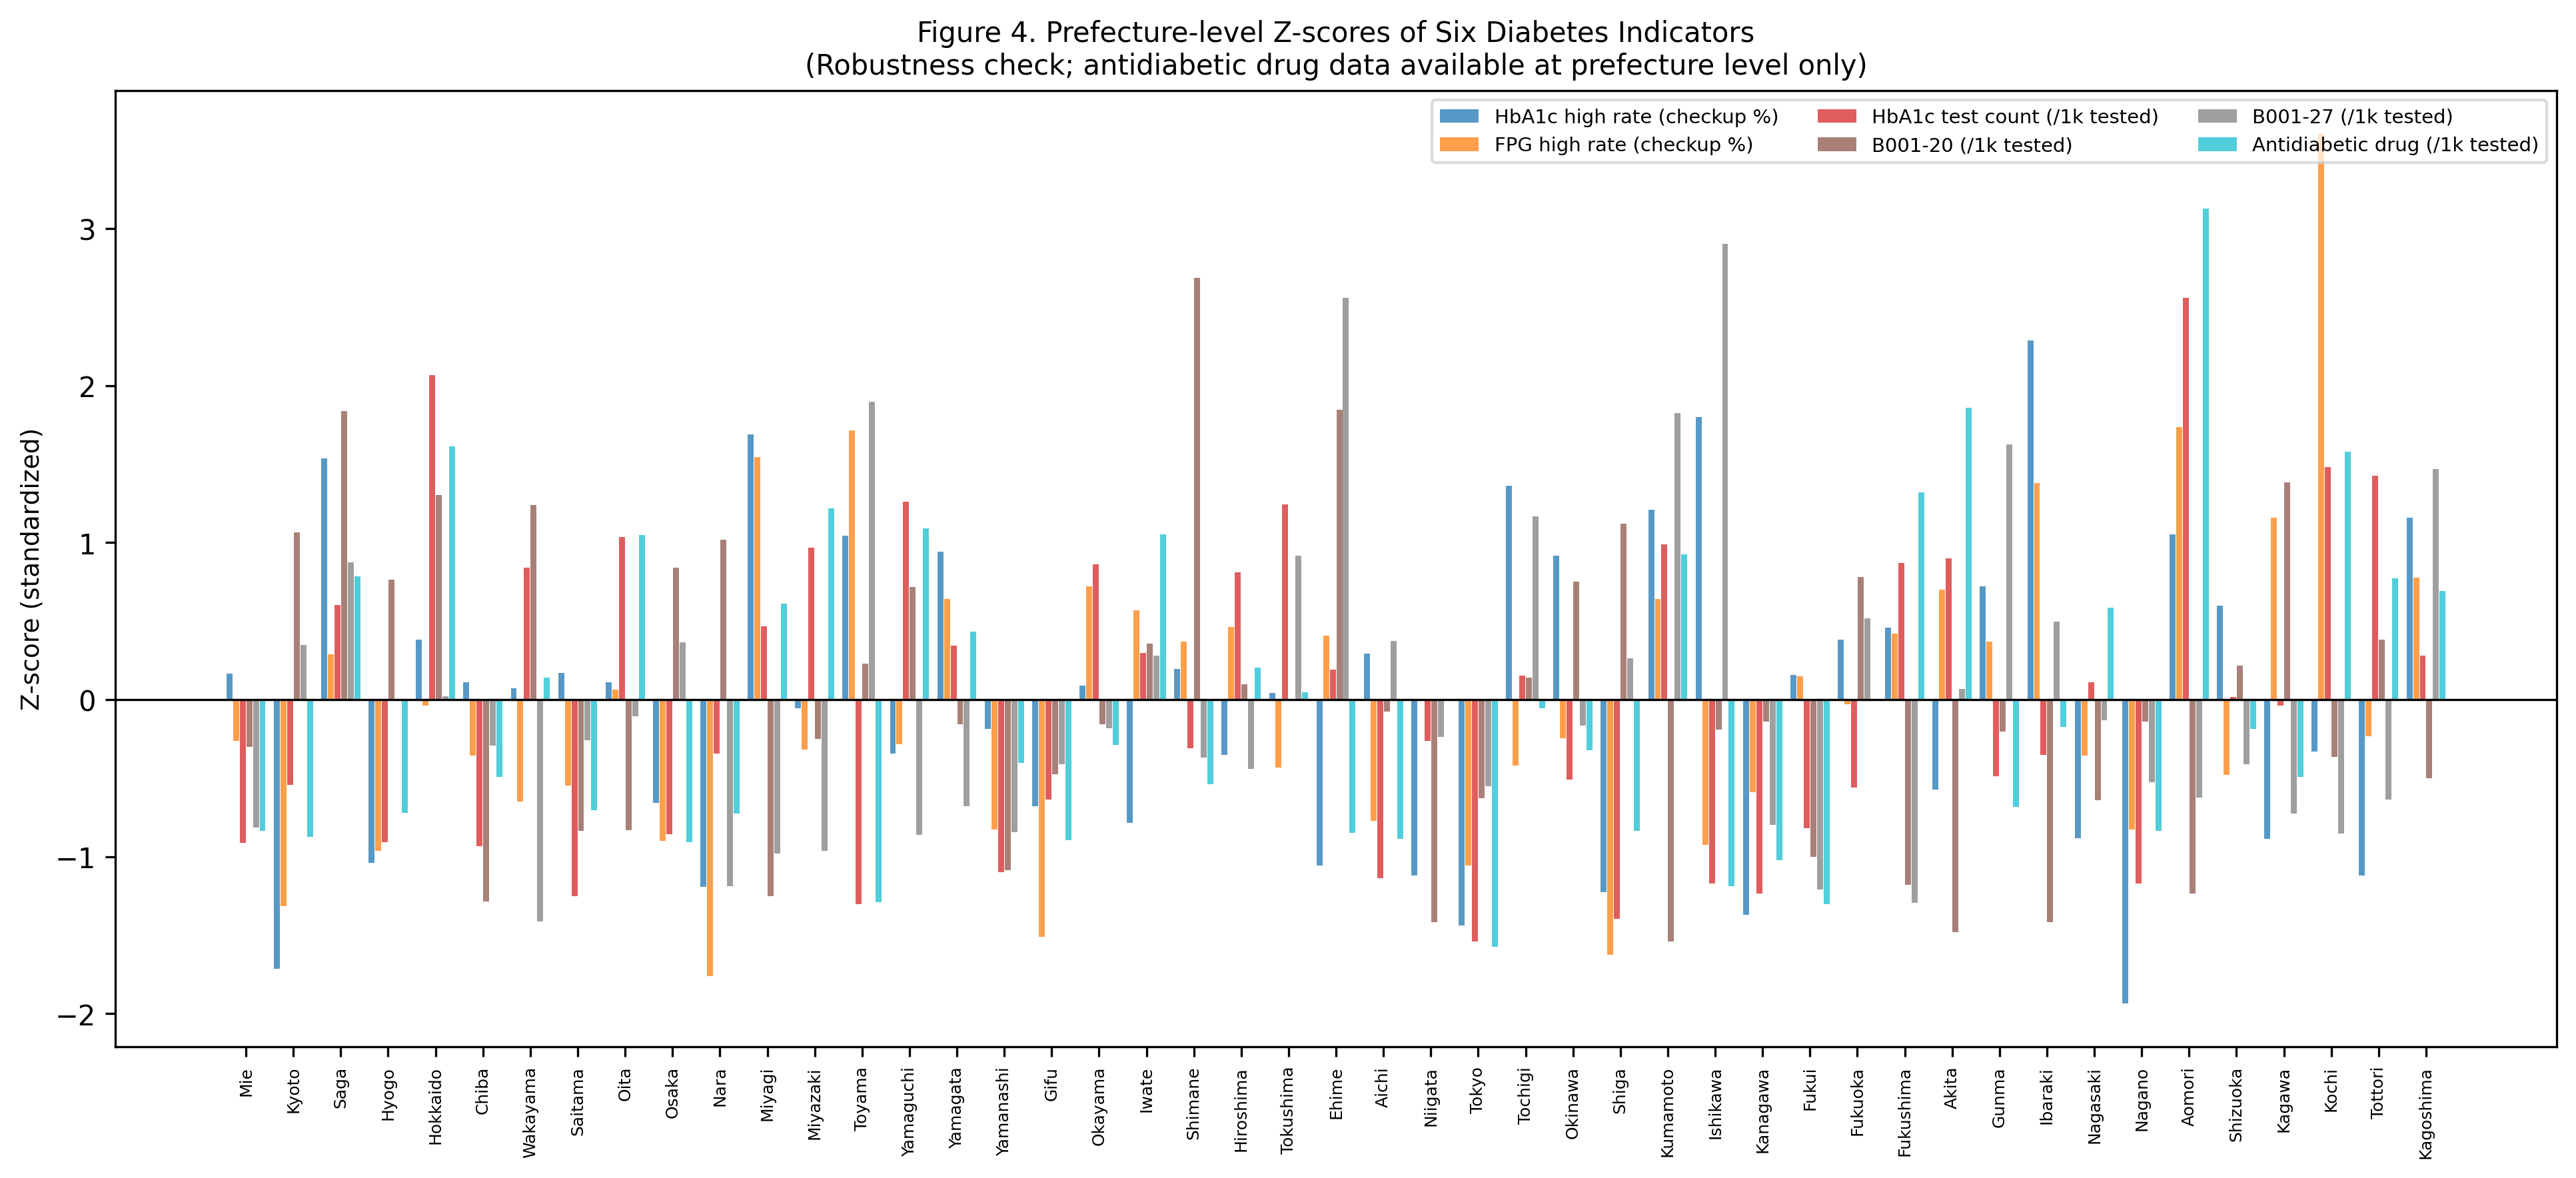 Figure 4. Prefecture-level Z-scores of Six Diabetes Indicators
(Robustness check; antidiabetic drug data available at prefecture level only)
HbA1c high rate (checkup %)
FPG high rate (checkup %)
HbA1c test count (/1k tested)
B001-20 (/1k tested)
B001-27 (/1k tested)
Antidiabetic drug (/1k tested)
Z-score (standardized)
3
2
1
0
−1
−2
Mie
Kyoto
Saga
Hyogo
Hokkaido
Chiba
Wakayama
Saitama
Oita
Osaka
Nara
Miyagi
Miyazaki
Toyama
Yamaguchi
Yamagata
Yamanashi
Gifu
Okayama
Iwate
Shimane
Hiroshima
Tokushima
Ehime
Aichi
Niigata
Tokyo
Tochigi
Okinawa
Shiga
Kumamoto
Ishikawa
Kanagawa
Fukui
Fukuoka
Fukushima
Akita
Gunma
Ibaraki
Nagasaki
Nagano
Aomori
Shizuoka
Kagawa
Kochi
Tottori
Kagoshima